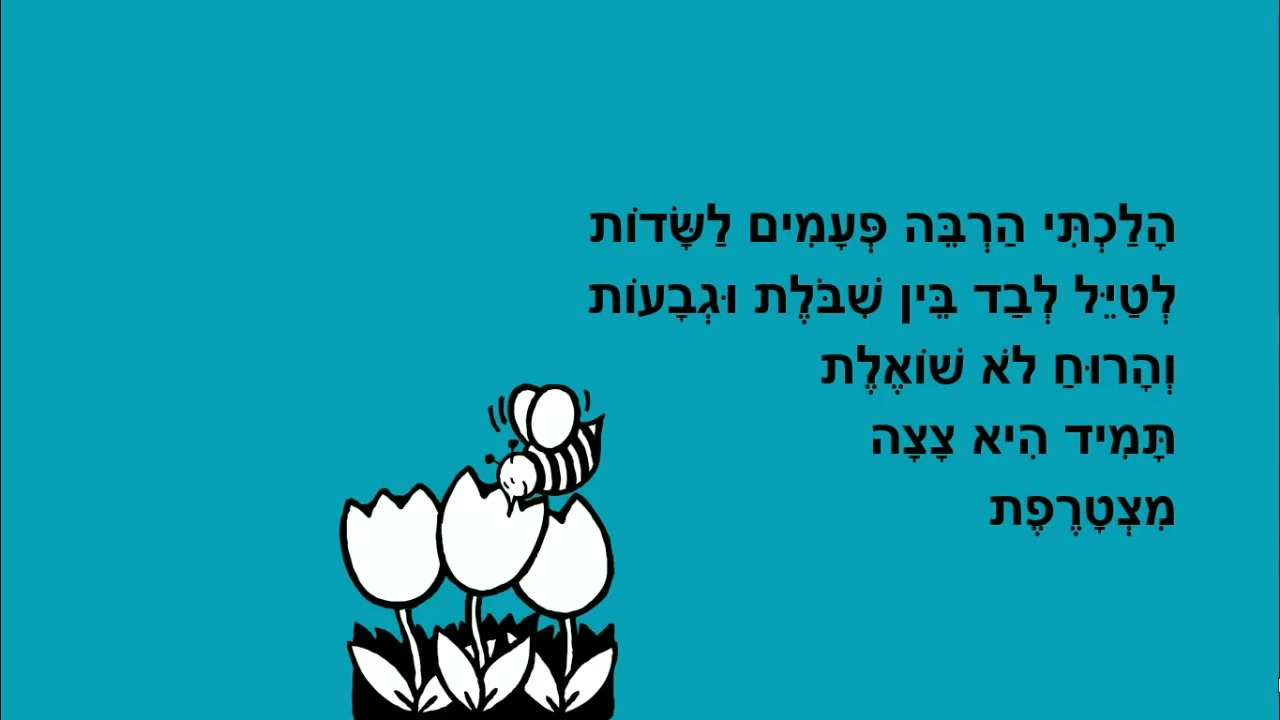 הָלַכְתִּי הַרְבֵּה פְּעָמִים לַשָּׂדוֹת
לְטַיֵּל לְבַד בֵּין שִׁבֹּלֶת וּגְבָעוֹת
וְהָרוּחַ לֹא שׁוֹאֶלֶת
תָּמִיד הִיא צָצָה
מִצְטָרֶפֶת